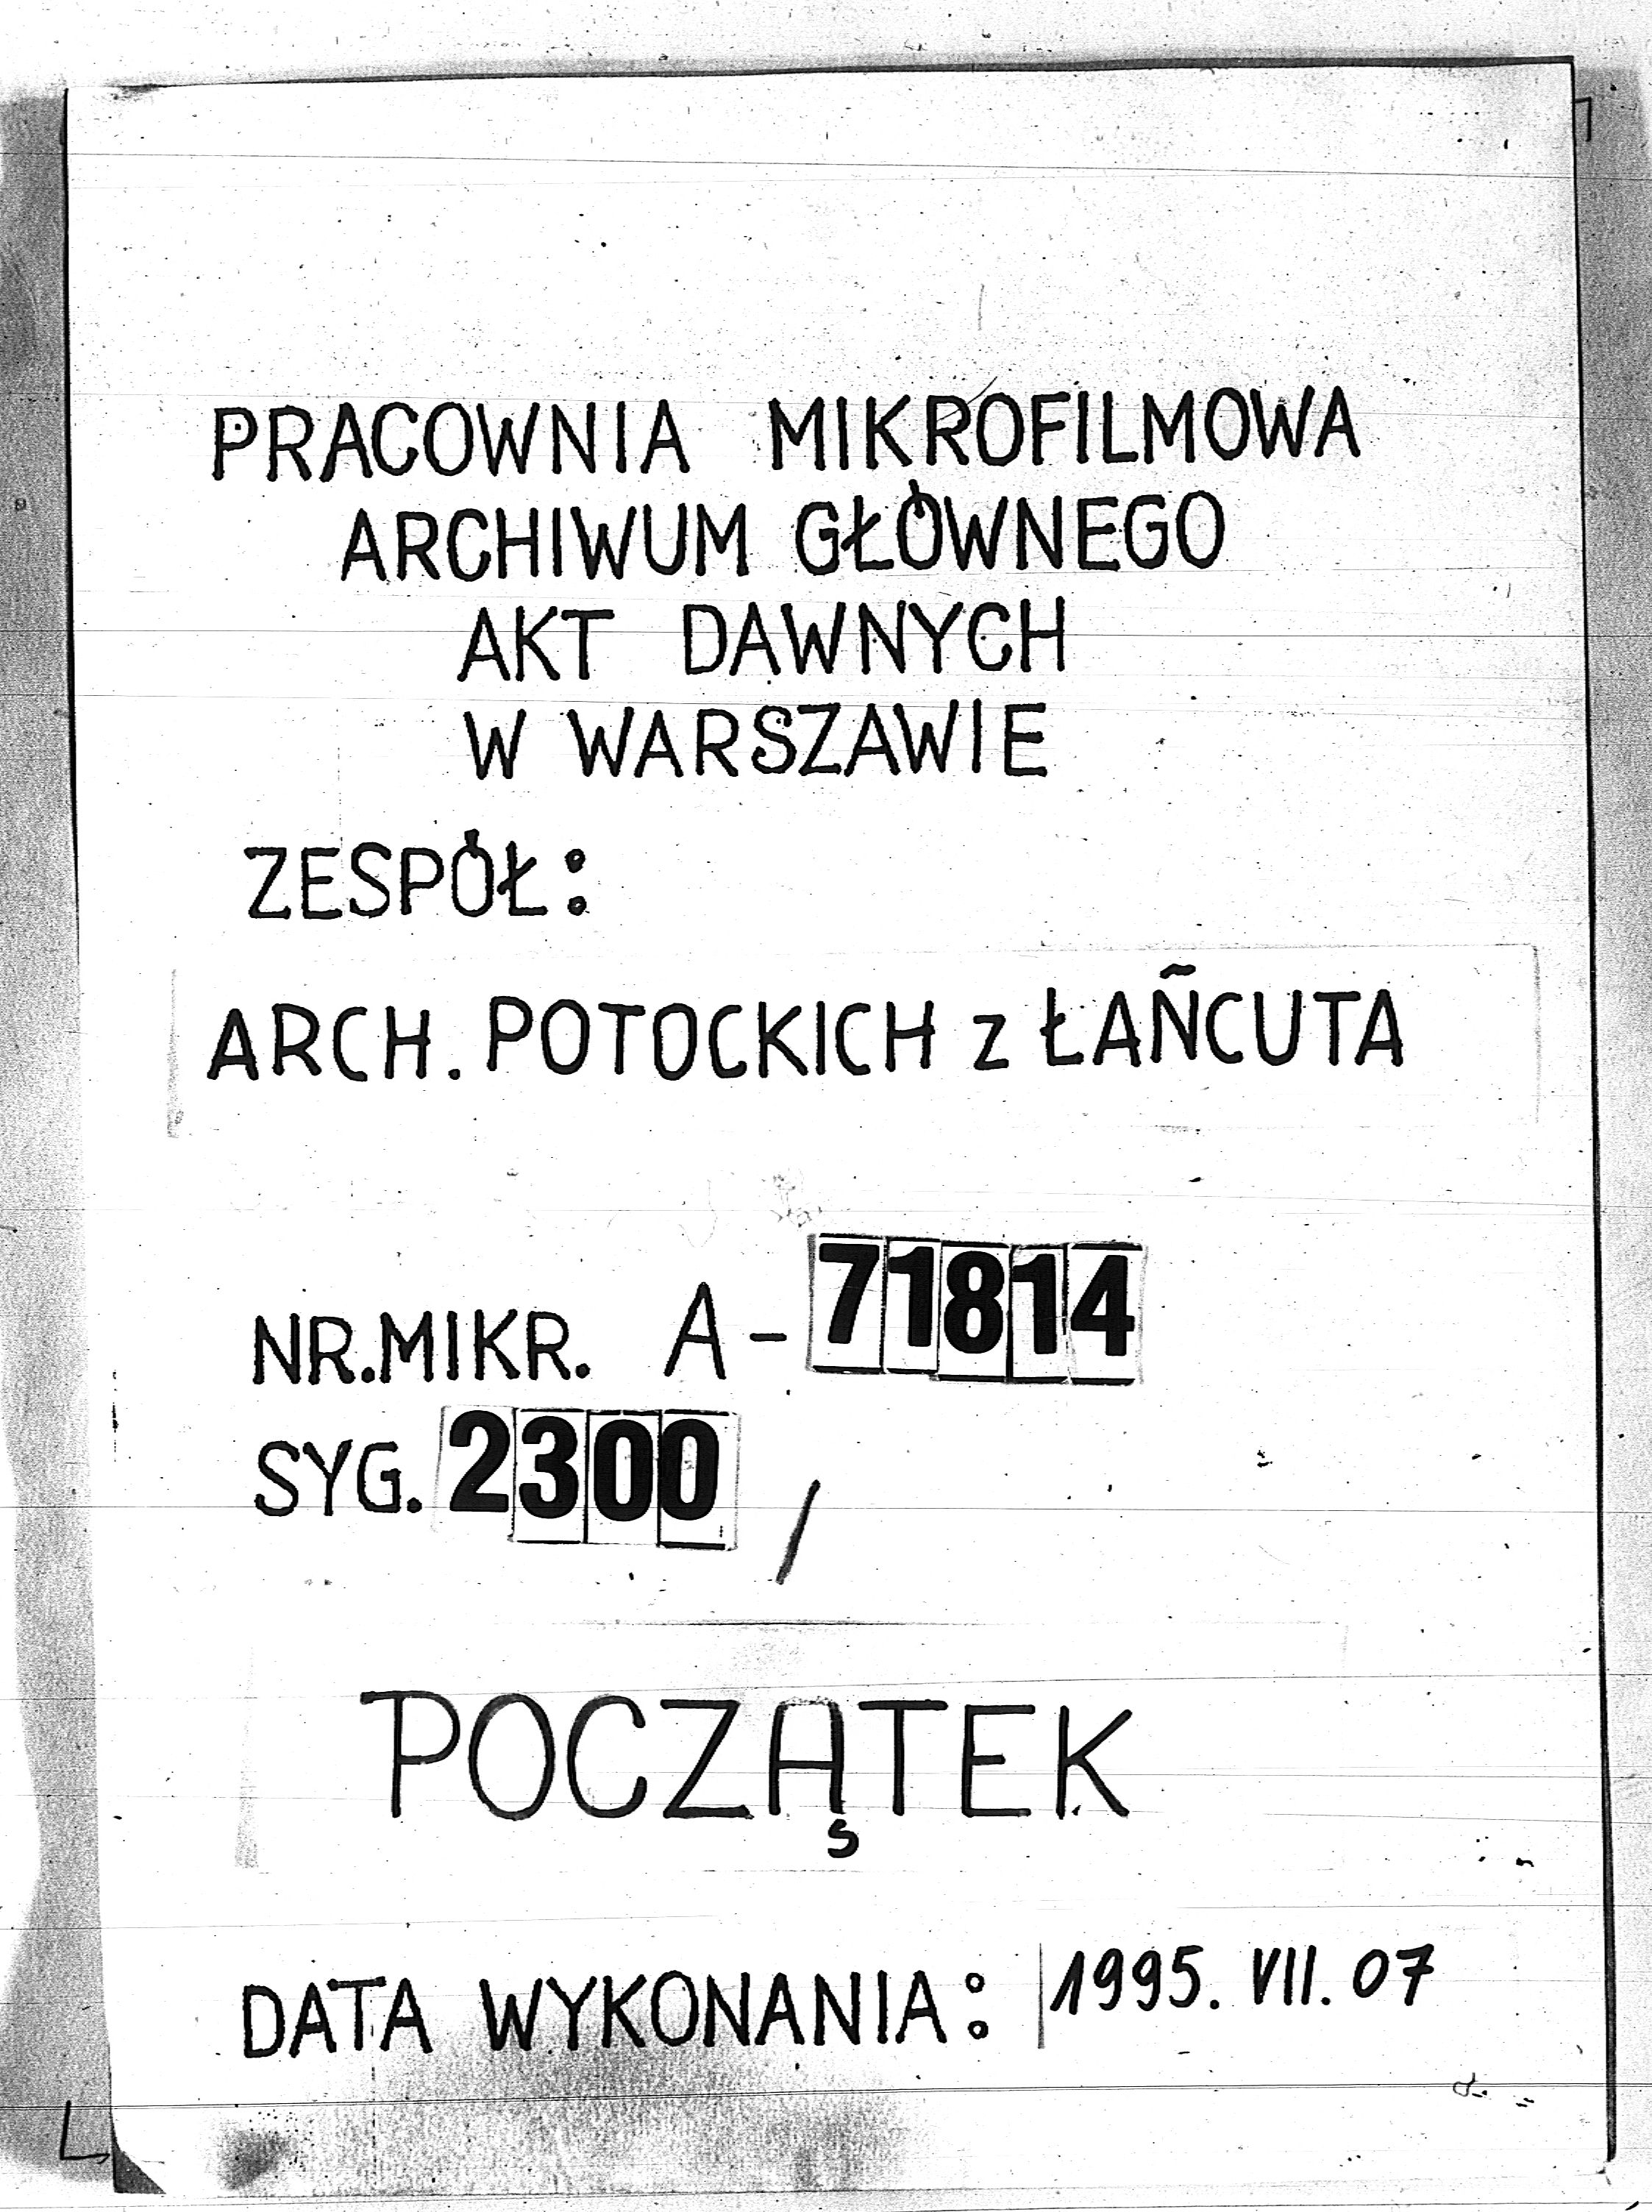 PRACOWNIA MIKROFILMOWA
ARCHIWUM GŁÓWNEGO
AKT DAWNYCH
W WARSZAWIE
ZESPÓŁ:
ARCH. POTOCKICH z ŁAÑCUTA
NR.MIKR. A-71814
SYG. 2300 /
POCZĄTEK
DATA WYKONANIA: 1995. VII. 07